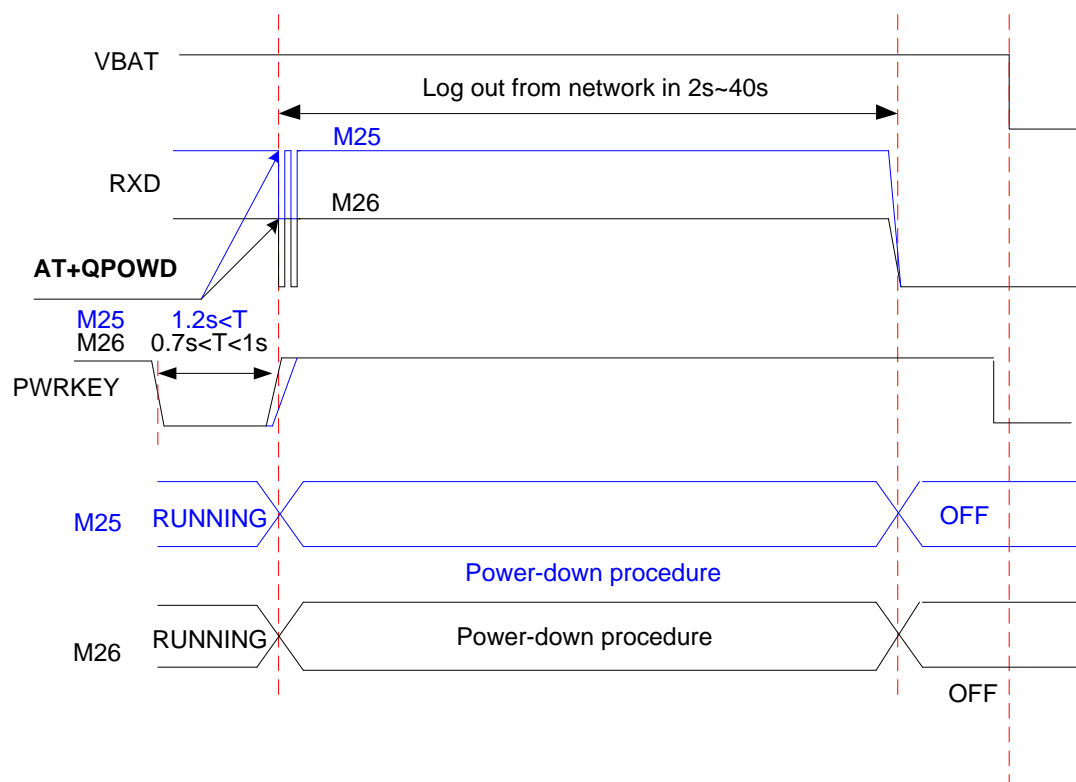 VBAT
Log out from network in 2s~40s
M25
RXD
M26
AT+QPOWD
M25 1.2s<T
M26 0.7s<T<1s
PWRKEY
M25 RUNNING OFF
Power-down procedure
M26 RUNNING Power-down procedure
OFF